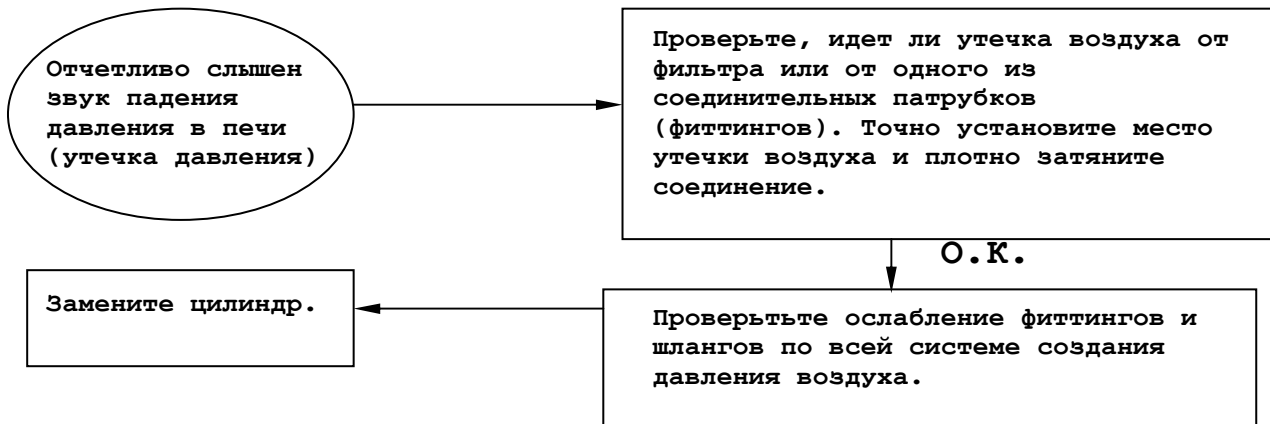 Отчетливо слышен
звук падения
давления в печи
(утечка давления)
Проверьте, идет ли утечка воздуха от
фильтра или от одного из
соединительных патрубков
(фиттингов). Точно установите место
утечки воздуха и плотно затяните
соединение.
О.К.
Проверьтьте ослабление фиттингов и
шлангов по всей системе создания
давления воздуха.
Замените цилиндр.